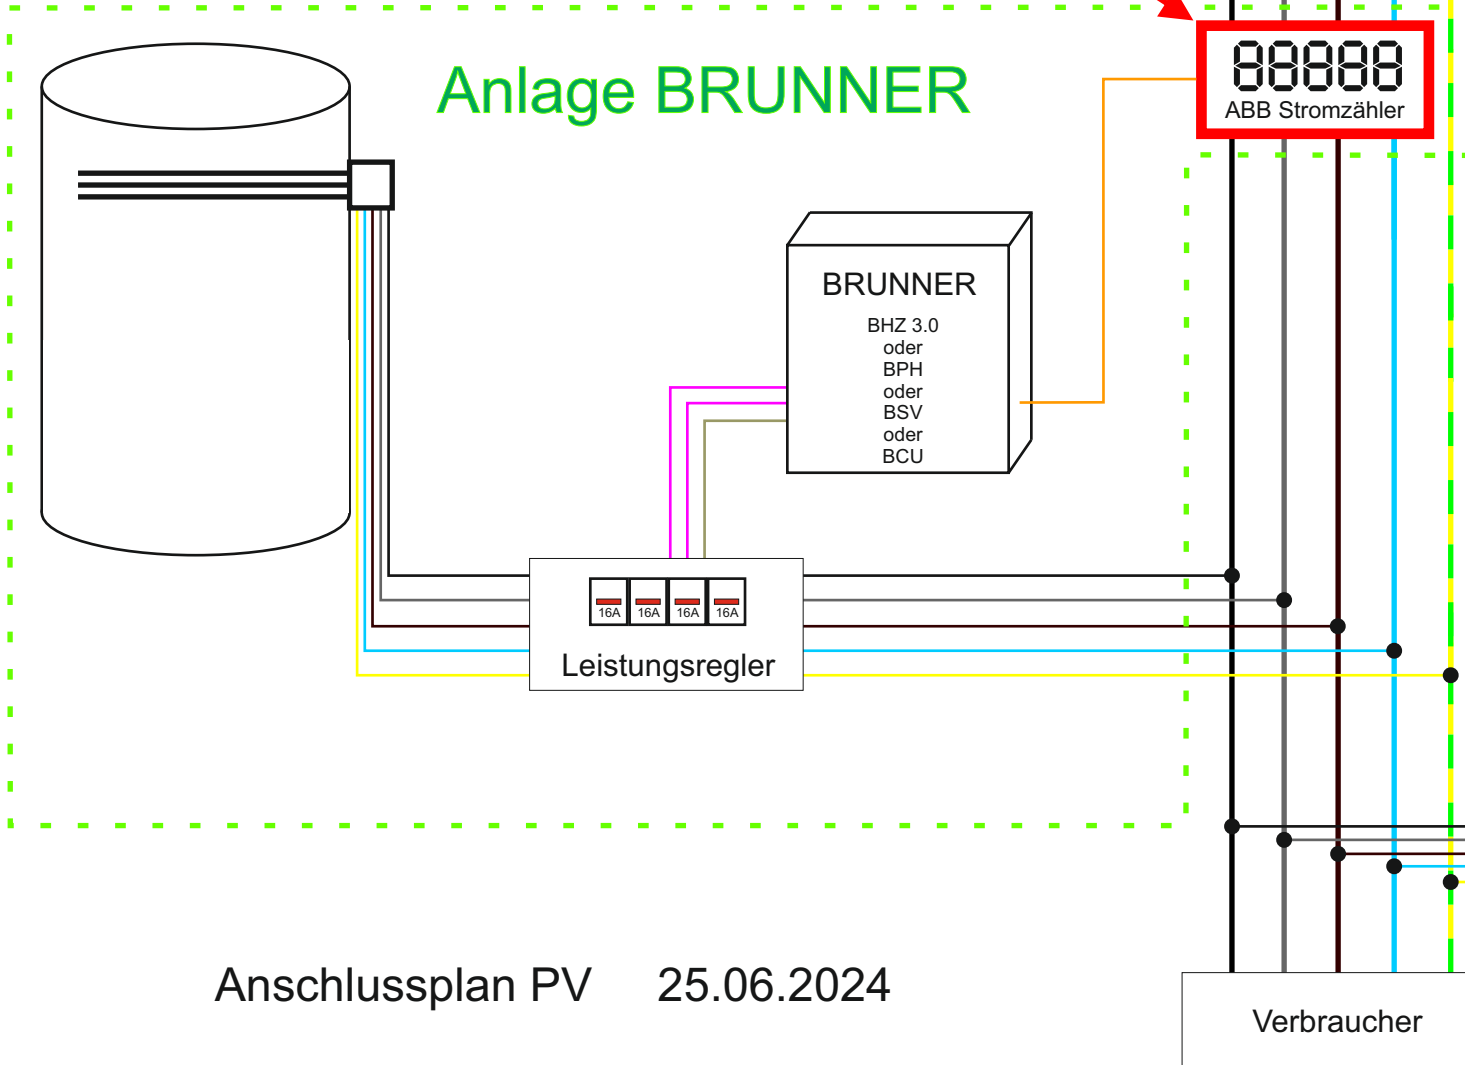 Anlage BRUNNER
88888
ABB Stromzähler
BRUNNER
BHZ 3.0
oder
BPH
oder
BSV
oder
BCU
16A 16A 16A 16A
Leistungsregler
Anschlussplan PV 25.06.2024
Verbraucher